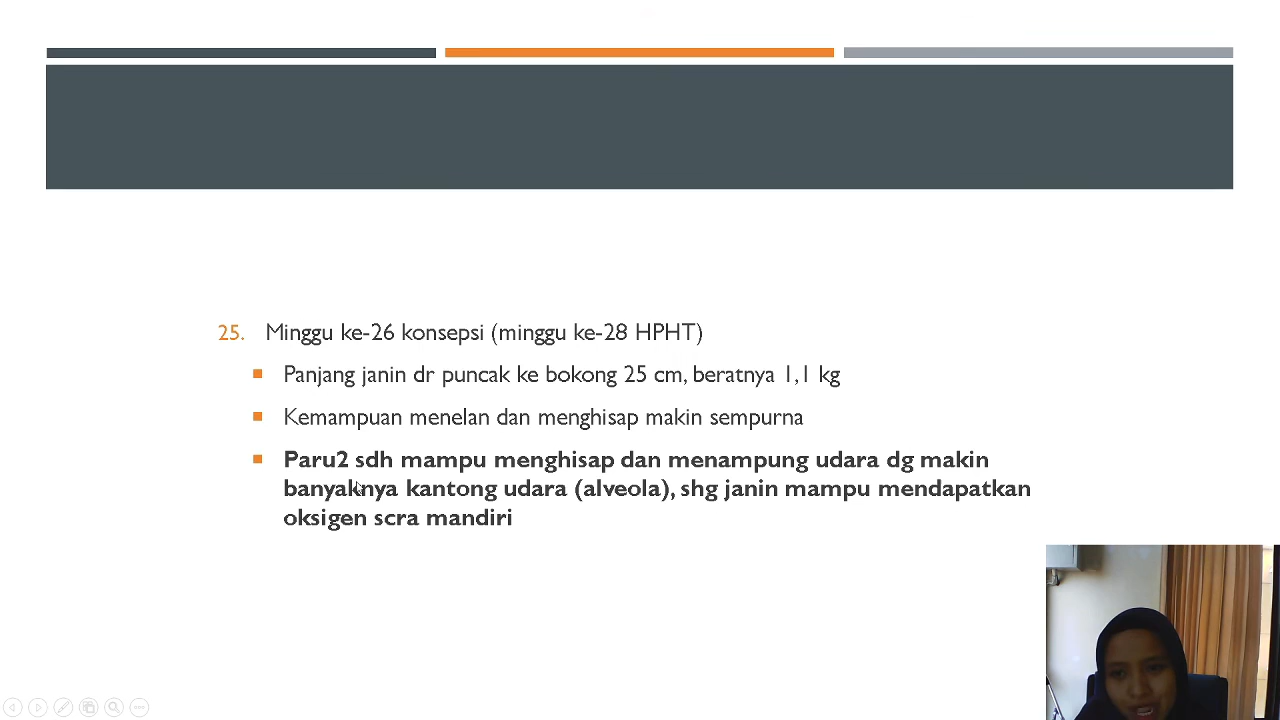 25. Minggu ke-26 konsepsi (minggu ke-28 HPHT)
Panjang janin dr puncak ke bokong 25 cm, beratnya 1,1 kg
Kemampuan menelan dan menghisap makin sempurna
Paru2 sdh mampu menghisap dan menampung udara dg makin
banyaknya kantong udara (alveola), shg janin mampu mendapatkan
oksigen scra mandiri